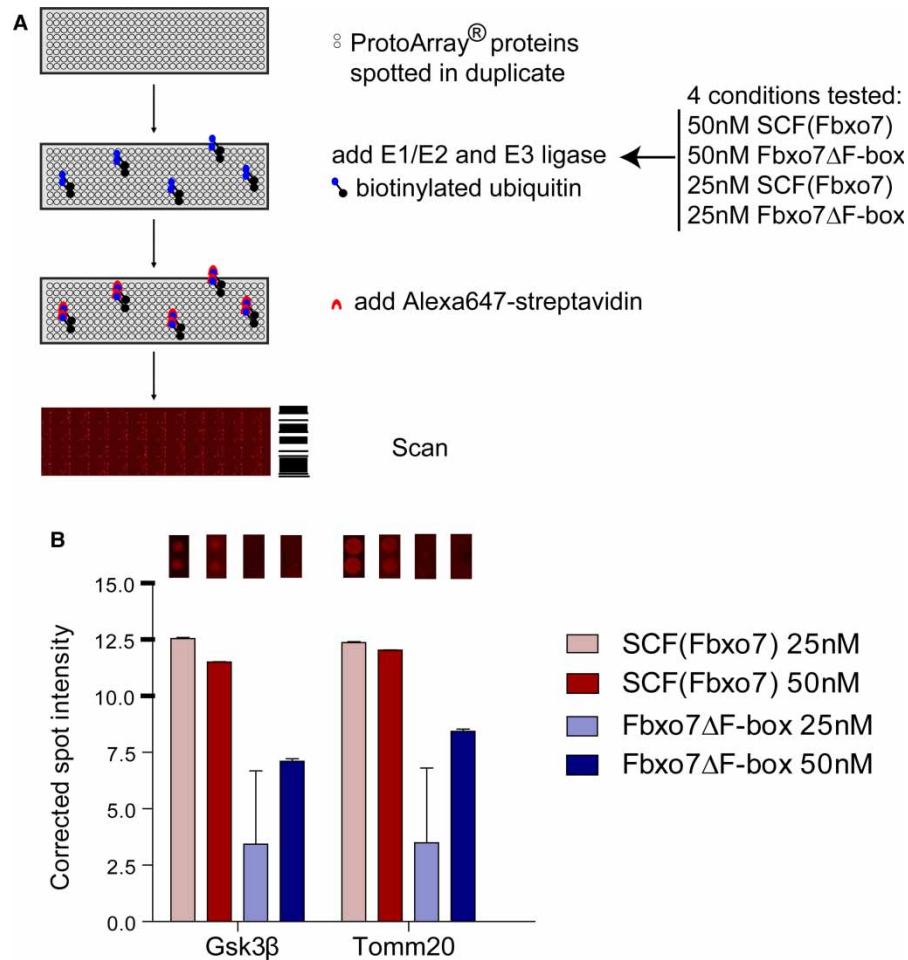 A
ProtoArray® proteins
spotted in duplicate
4 conditions tested:
50nM SCF(Fbxo7)
50nM Fbxo7ΔF-box
25nM SCF(Fbxo7)
25nM Fbxo7ΔF-box
add E1/E2 and E3 ligase
biotinylated ubiquitin
add Alexa647-streptavidin
Scan
B
Corrected spot intensity
15.0
12.5
10.0
7.5
5.0
2.5
0.0
Gsk3β
Tomm20
SCF(Fbxo7) 25nM
SCF(Fbxo7) 50nM
Fbxo7ΔF-box 25nM
Fbxo7ΔF-box 50nM